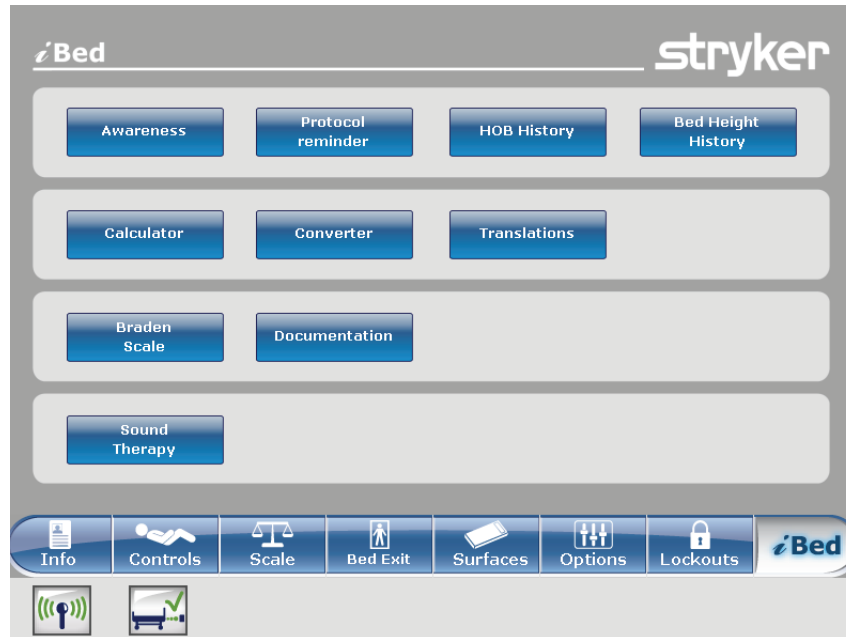 iBed
stryker
Awareness
Protocol
reminder
HOB History
Bed Height
History
Calculator
Converter
Translations
Braden
Scale
Documentation
Sound
Therapy
Info
Controls
Scale
Bed Exit
Surfaces
Options
Lockouts
iBed